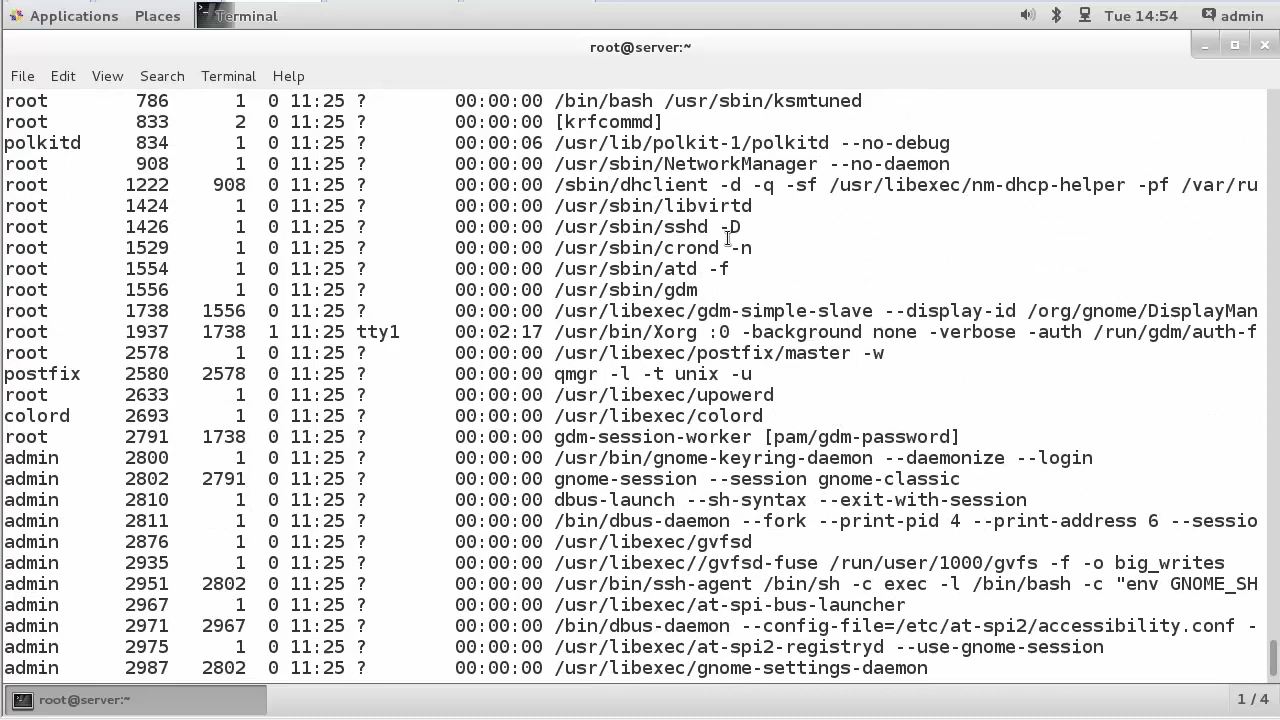 Applications Places Terminal Tue 14:54 admin
root@server:~
File Edit View Search Terminal Help
root 786 1 0 11:25 ? 00:00:00 /bin/bash /usr/sbin/ksmtuned
root 833 2 0 11:25 ? 00:00:00 [krfcommd]
polkitd 834 1 0 11:25 ? 00:00:06 /usr/lib/polkit-1/polkitd --no-debug
root 908 1 0 11:25 ? 00:00:00 /usr/sbin/NetworkManager --no-daemon
root 1222 908 0 11:25 ? 00:00:00 /sbin/dhclient -d -q -sf /usr/libexec/nm-dhcp-helper -pf /var/ru
root 1424 1 0 11:25 ? 00:00:00 /usr/sbin/libvirtd
root 1426 1 0 11:25 ? 00:00:00 /usr/sbin/sshd -D
root 1529 1 0 11:25 ? 00:00:00 /usr/sbin/crond -n
root 1554 1 0 11:25 ? 00:00:00 /usr/sbin/atd -f
root 1556 1 0 11:25 ? 00:00:00 /usr/sbin/gdm
root 1738 1556 0 11:25 ? 00:00:00 /usr/libexec/gdm-simple-slave --display-id /org/gnome/DisplayMan
root 1937 1738 1 11:25 tty1 00:02:17 /usr/bin/Xorg :0 -background none -verbose -auth /run/gdm/auth-f
root 2578 1 0 11:25 ? 00:00:00 /usr/libexec/postfix/master -w
postfix 2580 2578 0 11:25 ? 00:00:00 qmgr -l -t unix -u
root 2633 1 0 11:25 ? 00:00:00 /usr/libexec/upowerd
colord 2693 1 0 11:25 ? 00:00:00 /usr/libexec/colord
root 2791 1738 0 11:25 ? 00:00:00 gdm-session-worker [pam/gdm-password]
admin 2800 1 0 11:25 ? 00:00:00 /usr/bin/gnome-keyring-daemon --daemonize --login
admin 2802 2791 0 11:25 ? 00:00:00 gnome-session --session gnome-classic
admin 2810 1 0 11:25 ? 00:00:00 dbus-launch --sh-syntax --exit-with-session
admin 2811 1 0 11:25 ? 00:00:00 /bin/dbus-daemon --fork --print-pid 4 --print-address 6 --sessio
admin 2876 1 0 11:25 ? 00:00:00 /usr/libexec/gvfsd
admin 2935 1 0 11:25 ? 00:00:00 /usr/libexec//gvfsd-fuse /run/user/1000/gvfs -f -o big_writes
admin 2951 2802 0 11:25 ? 00:00:00 /usr/bin/ssh-agent /bin/sh -c exec -l /bin/bash -c "env GNOME_SH
admin 2967 1 0 11:25 ? 00:00:00 /usr/libexec/at-spi-bus-launcher
admin 2971 2967 0 11:25 ? 00:00:00 /bin/dbus-daemon --config-file=/etc/at-spi2/accessibility.conf -
admin 2975 1 0 11:25 ? 00:00:00 /usr/libexec/at-spi2-registryd --use-gnome-session
admin 2987 2802 0 11:25 ? 00:00:00 /usr/libexec/gnome-settings-daemon
root@server:~ 1 / 4